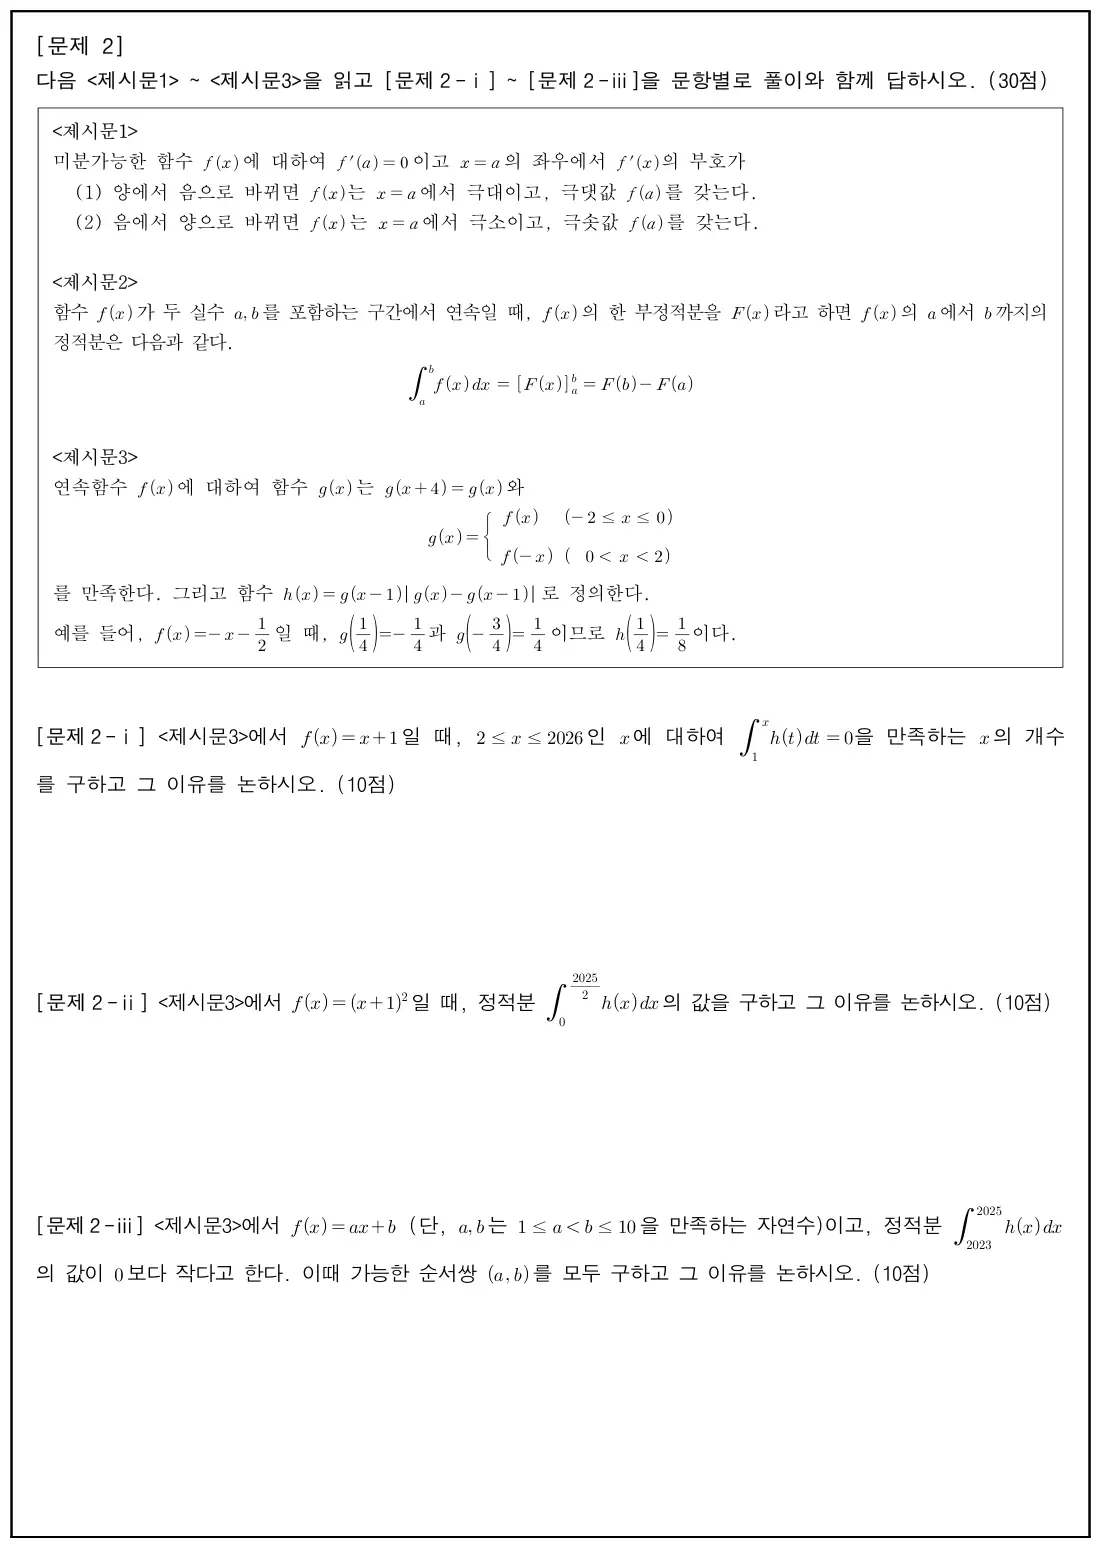 [문제 2]
다음 <제시문1> ~ <제시문3>을 읽고 [문제 2 - i ] ~ [문제 2 - iii]을 문항별로 풀이와 함께 답하시오. (30점)
<제시문1>
미분가능한 함수 f(x)에 대하여 f′(a)=0이고 x=a의 좌우에서 f′(x)의 부호가
(1) 양에서 음으로 바뀌면 f(x)는 x=a에서 극대이고, 극댓값 f(a)를 갖는다.
(2) 음에서 양으로 바뀌면 f(x)는 x=a에서 극소이고, 극솟값 f(a)를 갖는다.
<제시문2>
함수 f(x)가 두 실수 a, b를 포함하는 구간에서 연속일 때, f(x)의 한 부정적분을 F(x)라고 하면 f(x)의 a에서 b까지의
정적분은 다음과 같다.
∫_a^b f(x)dx = [F(x)]_a^b = F(b) − F(a)
<제시문3>
연속함수 f(x)에 대하여 함수 g(x)는 g(x+4)=g(x)와
g(x) = { f(x) (−2 ≤ x ≤ 0)
f(−x) ( 0 < x < 2)
를 만족한다. 그리고 함수 h(x)=g(x−1)|g(x)−g(x−1)| 로 정의한다.
예를 들어, f(x)=−x−1/2 일 때, g(1/4)=−1/4 과 g(−3/4)=1/4 이므로 h(1/4)=1/8 이다.
[문제 2 - i ] <제시문3>에서 f(x)=x+1일 때, 2 ≤ x ≤ 2026인 x에 대하여 ∫_1^x h(t)dt=0을 만족하는 x의 개수
를 구하고 그 이유를 논하시오. (10점)
[문제 2 - ii ] <제시문3>에서 f(x)=(x+1)²일 때, 정적분 ∫_0^{2025/2} h(x)dx의 값을 구하고 그 이유를 논하시오. (10점)
[문제 2 - iii] <제시문3>에서 f(x)=ax+b (단, a, b는 1 ≤ a < b ≤ 10을 만족하는 자연수)이고, 정적분 ∫_2023^2025 h(x)dx
의 값이 0보다 작다고 한다. 이때 가능한 순서쌍 (a, b)를 모두 구하고 그 이유를 논하시오. (10점)